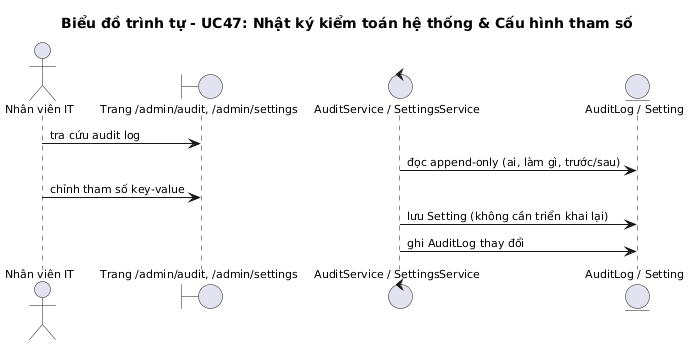 Biểu đồ trình tự - UC47: Nhật ký kiểm toán hệ thống & Cấu hình tham số
Nhân viên IT
Trang /admin/audit, /admin/settings
AuditService / SettingsService
AuditLog / Setting
tra cứu audit log
đọc append-only (ai, làm gì, trước/sau)
chỉnh tham số key-value
lưu Setting (không cần triển khai lại)
ghi AuditLog thay đổi
Nhân viên IT
Trang /admin/audit, /admin/settings
AuditService / SettingsService
AuditLog / Setting